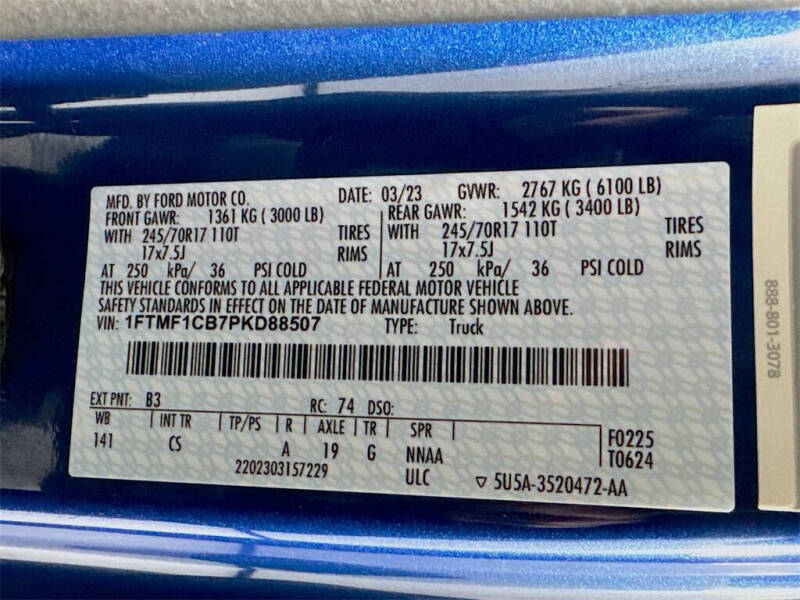 MFD. BY FORD MOTOR CO. DATE: 03/23 GVWR: 2767 KG ( 6100 LB)
FRONT GAWR: 1361 KG ( 3000 LB) REAR GAWR: 1542 KG ( 3400 LB)
WITH 245/70R17 110T TIRES WITH 245/70R17 110T TIRES
17x7.5J RIMS 17x7.5J RIMS
AT 250 kPa/ 36 PSI COLD AT 250 kPa/ 36 PSI COLD
THIS VEHICLE CONFORMS TO ALL APPLICABLE FEDERAL MOTOR VEHICLE
SAFETY STANDARDS IN EFFECT ON THE DATE OF MANUFACTURE SHOWN ABOVE.
VIN: 1FTMF1CB7PKD88507 TYPE: Truck
EXT PNT: B3 RC: 74 DSO:
WB INT TR TP/PS R AXLE TR SPR F0225
141 CS A 19 G NNAA T0624
2202303157229 ULC ▽ 5U5A-3520472-AA
888-801-3078